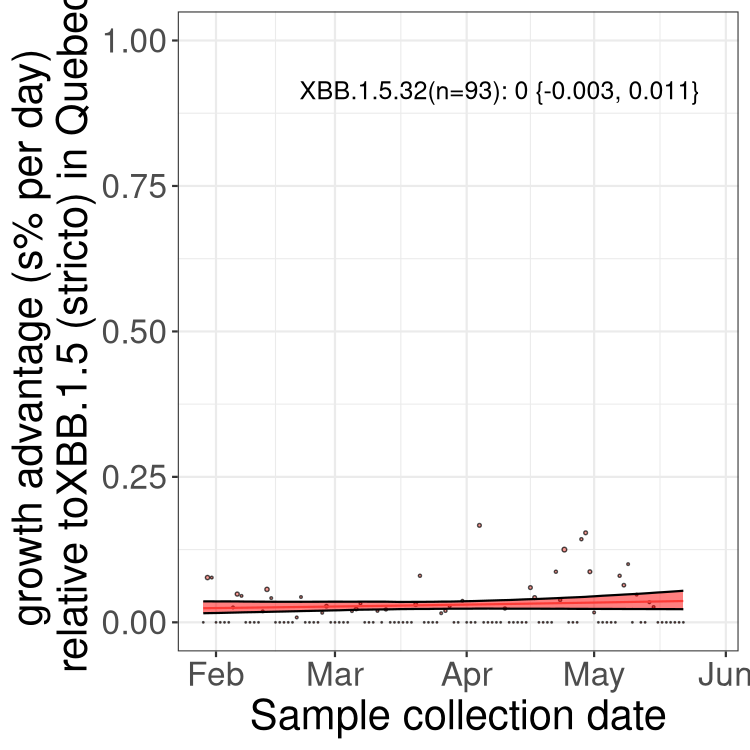 growth advantage (s% per day)
relative toXBB.1.5 (stricto) in Quebec
1.00
0.75
0.50
0.25
0.00
XBB.1.5.32(n=93): 0 {-0.003, 0.011}
Feb
Mar
Apr
May
Jun
Sample collection date